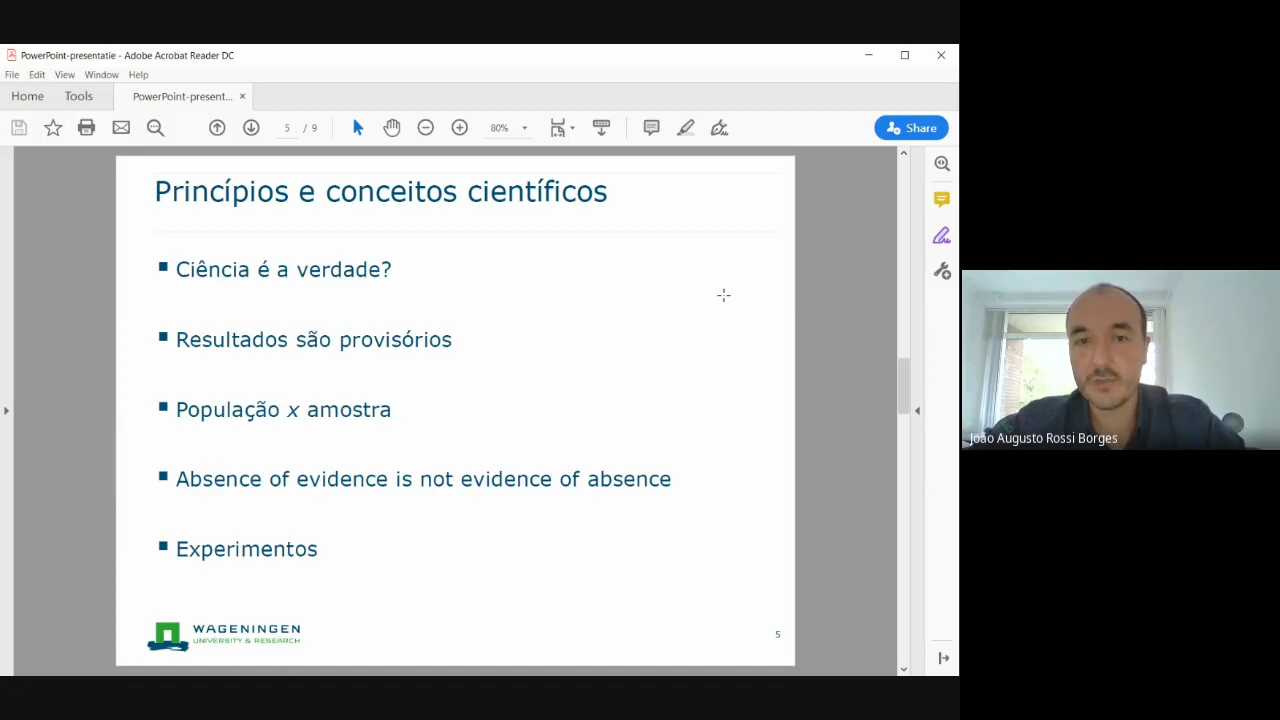 PowerPoint-presentatie - Adobe Acrobat Reader DC
File Edit View Window Help
Home Tools PowerPoint-present... ×
5 / 9 80% Share
Princípios e conceitos científicos
Ciência é a verdade?
Resultados são provisórios
População x amostra
Absence of evidence is not evidence of absence
Experimentos
WAGENINGEN
UNIVERSITY & RESEARCH
5
João Augusto Rossi Borges